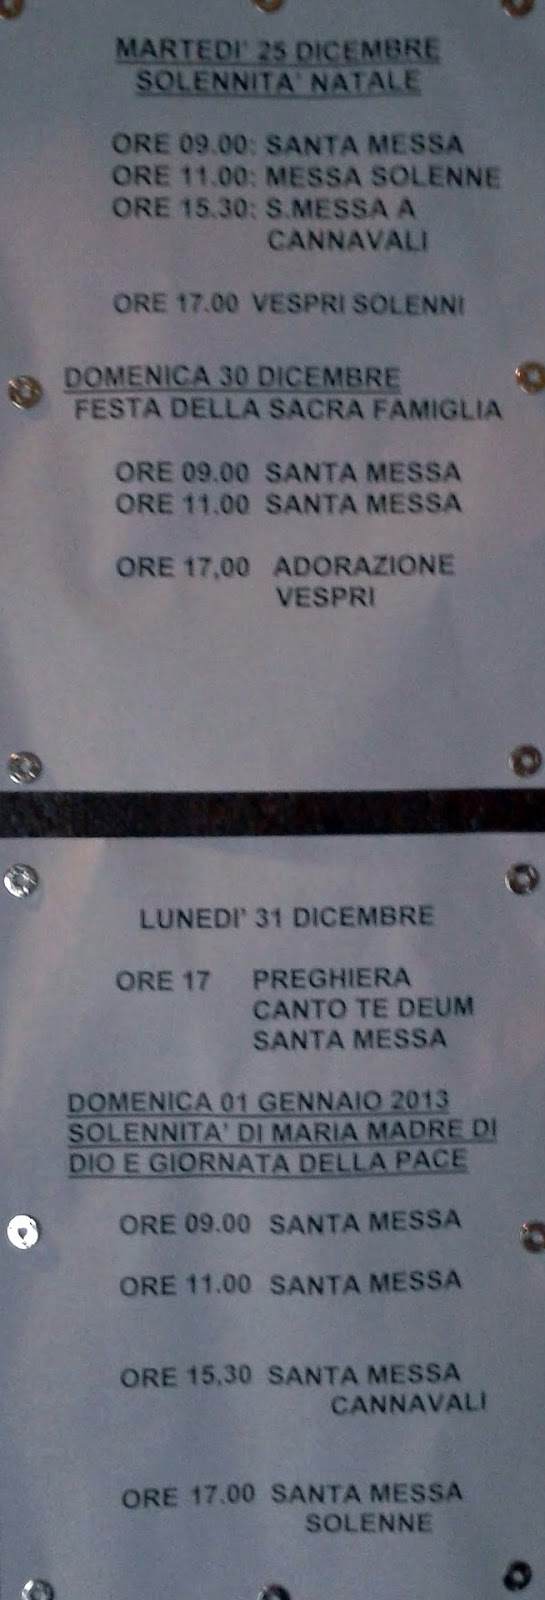 MARTEDI' 25 DICEMBRE
SOLENNITA' NATALE
ORE 09.00: SANTA MESSA
ORE 11.00: MESSA SOLENNE
ORE 15.30: S.MESSA A
CANNAVALI
ORE 17.00 VESPRI SOLENNI
DOMENICA 30 DICEMBRE
FESTA DELLA SACRA FAMIGLIA
ORE 09.00 SANTA MESSA
ORE 11.00 SANTA MESSA
ORE 17,00 ADORAZIONE
VESPRI
LUNEDI' 31 DICEMBRE
ORE 17 PREGHIERA
CANTO TE DEUM
SANTA MESSA
DOMENICA 01 GENNAIO 2013
SOLENNITA' DI MARIA MADRE DI
DIO E GIORNATA DELLA PACE
ORE 09.00 SANTA MESSA
ORE 11.00 SANTA MESSA
ORE 15,30 SANTA MESSA
CANNAVALI
ORE 17.00 SANTA MESSA
SOLENNE